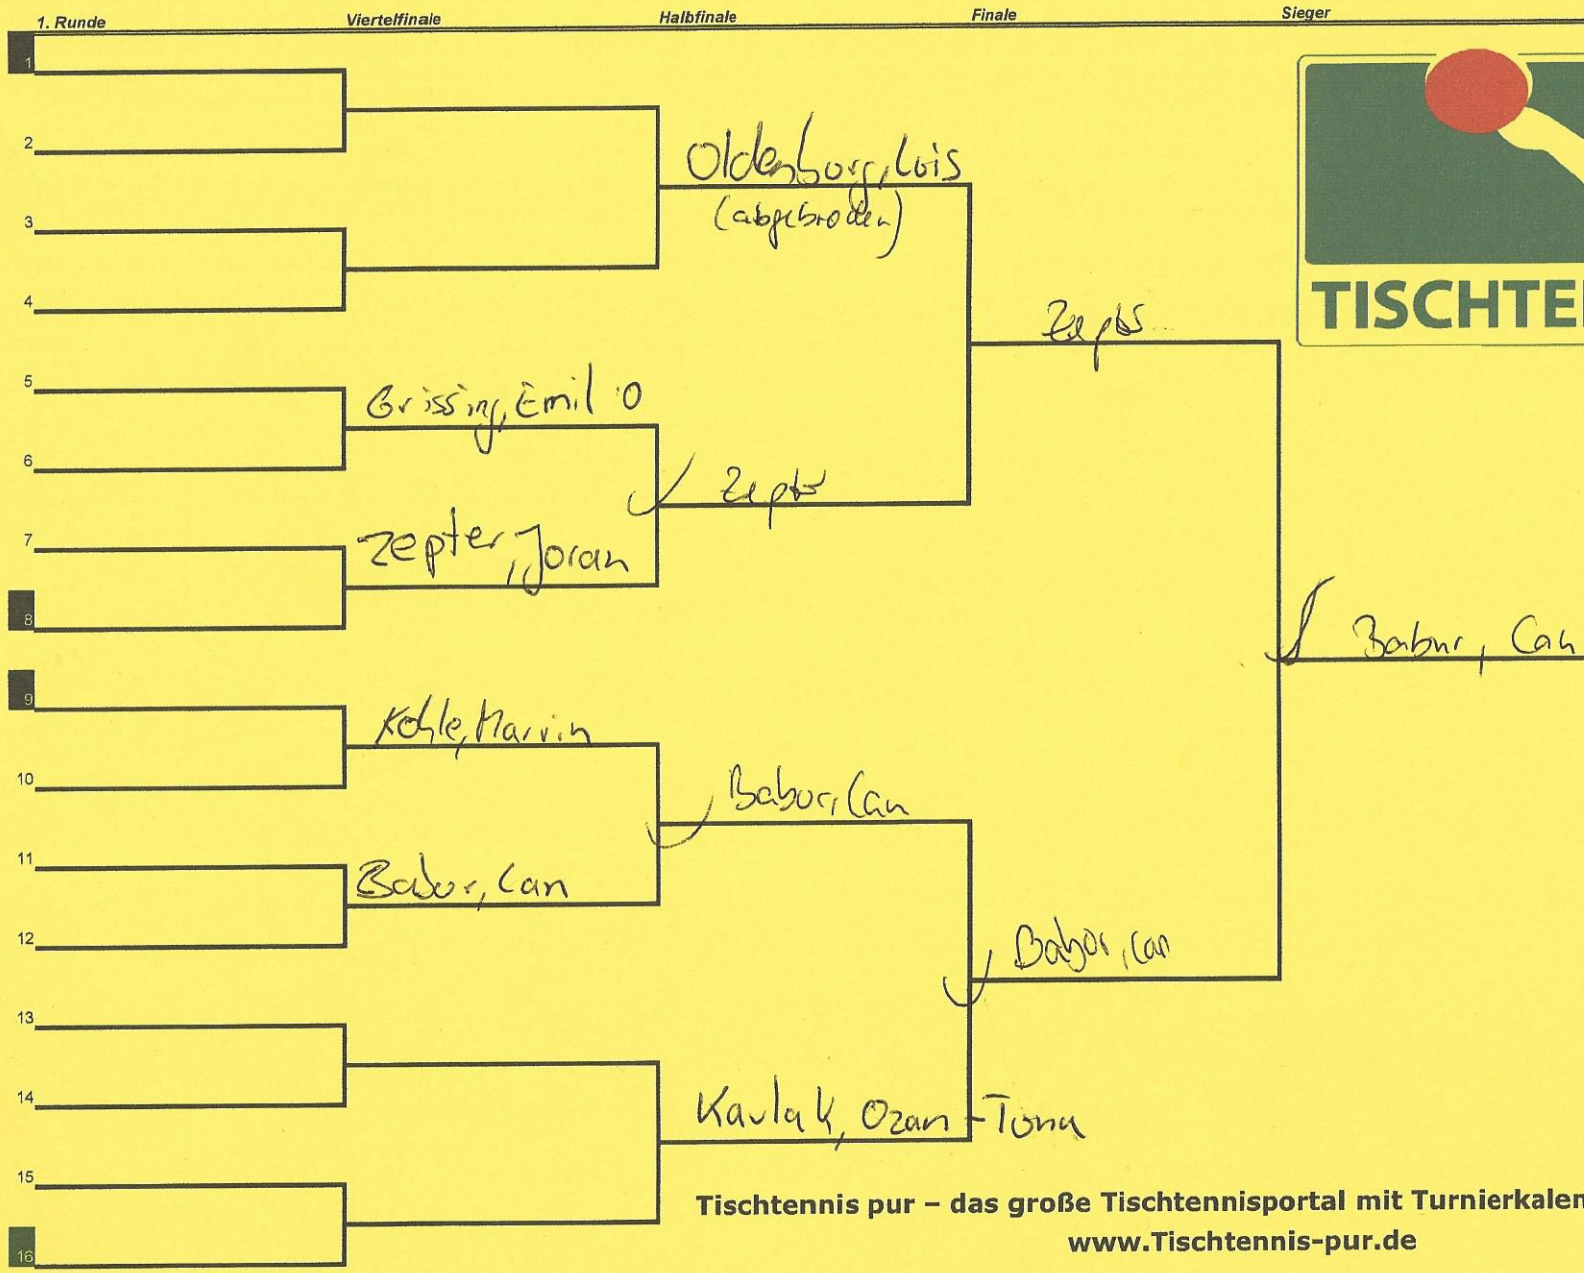 1. Runde Viertelfinale Halbfinale Finale Sieger
1
2
Oldenburg, Luis
(abgebrochen)
3
4
TISCHTE
Zepter
5
Grissing, Emil O
6
Zepter
7
Zepter, Joran
8
Babur, Can
9
Kohle, Marvin
10
Babur, Can
11
Babur, Can
12
Babur, Can
13
14
Kavlak, Ozan-Tuna
15
Tischtennis pur – das große Tischtennisportal mit Turnierkalen
www.Tischtennis-pur.de
16